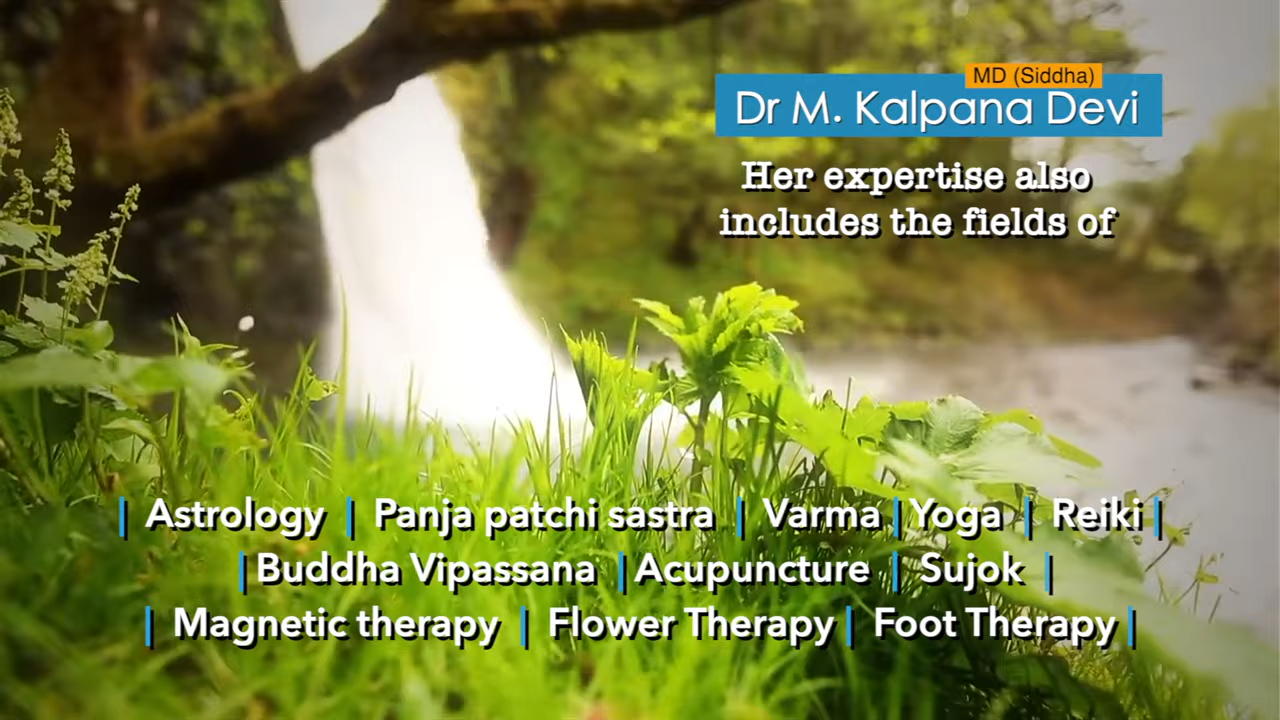 MD (Siddha)
Dr M. Kalpana Devi
Her expertise also
includes the fields of
| Astrology | Panja patchi sastra | Varma | Yoga | Reiki |
| Buddha Vipassana | Acupuncture | Sujok |
| Magnetic therapy | Flower Therapy | Foot Therapy |